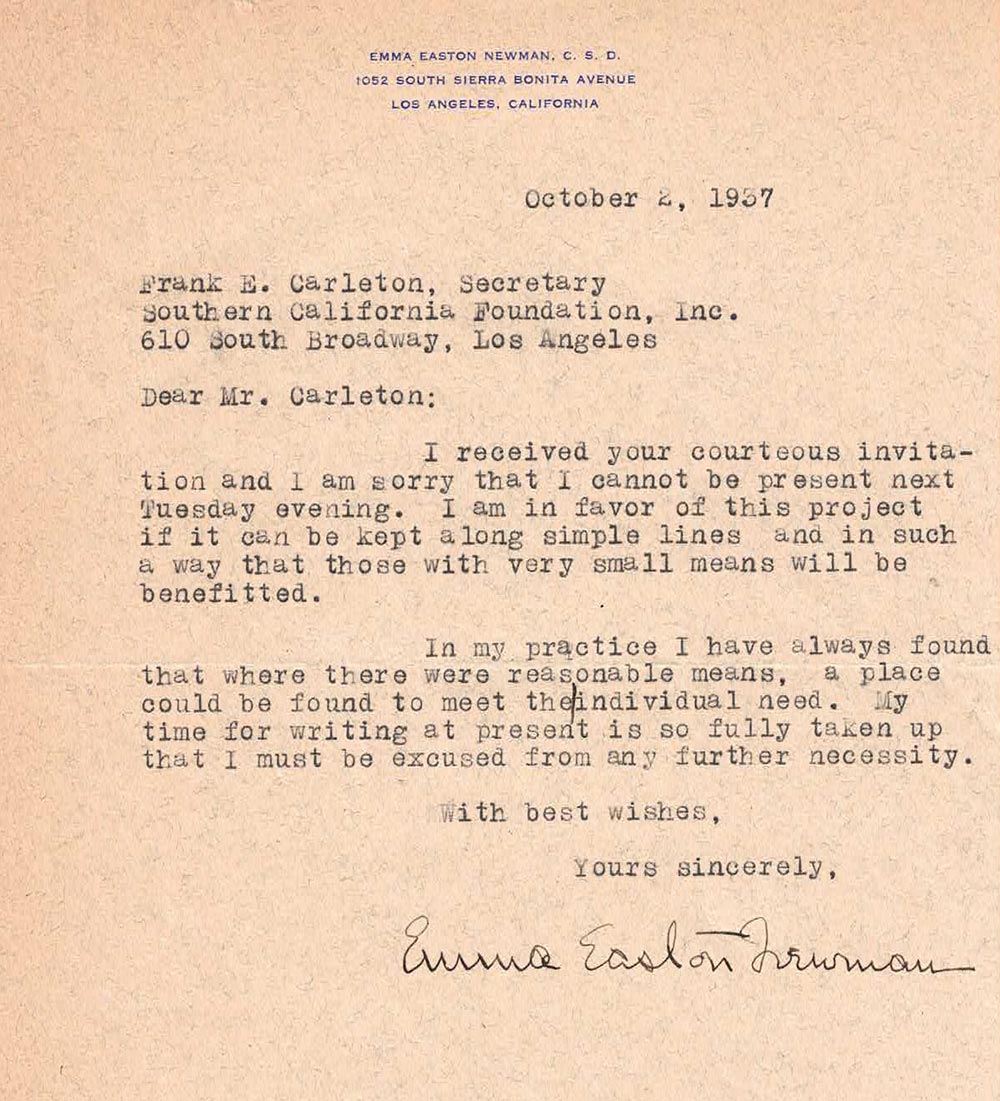 EMMA EASTON NEWMAN, C. S. D.
1052 SOUTH SIERRA BONITA AVENUE
LOS ANGELES, CALIFORNIA
October 2, 1937
Frank E. Carleton, Secretary
Southern California Foundation, Inc.
610 South Broadway, Los Angeles
Dear Mr. Carleton:
I received your courteous invita-
tion and I am sorry that I cannot be present next
Tuesday evening. I am in favor of this project
if it can be kept along simple lines and in such
a way that those with very small means will be
benefitted.
In my practice I have always found
that where there were reasonable means, a place
could be found to meet the|individual need. My
time for writing at present is so fully taken up
that I must be excused from any further necessity.
With best wishes,
Yours sincerely,
Emma Easton Newman